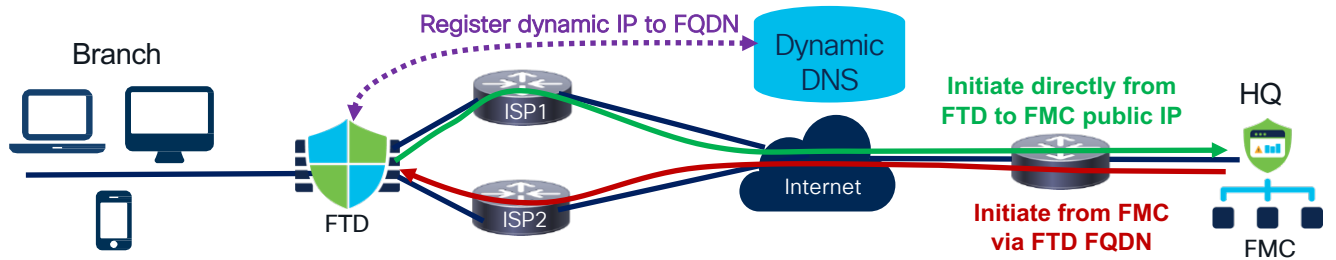 Register dynamic IP to FQDN
Dynamic
DNS
Branch
ISP1
Initiate directly from
FTD to FMC public IP
HQ
Internet
FTD
ISP2
Initiate from FMC
via FTD FQDN
FMC